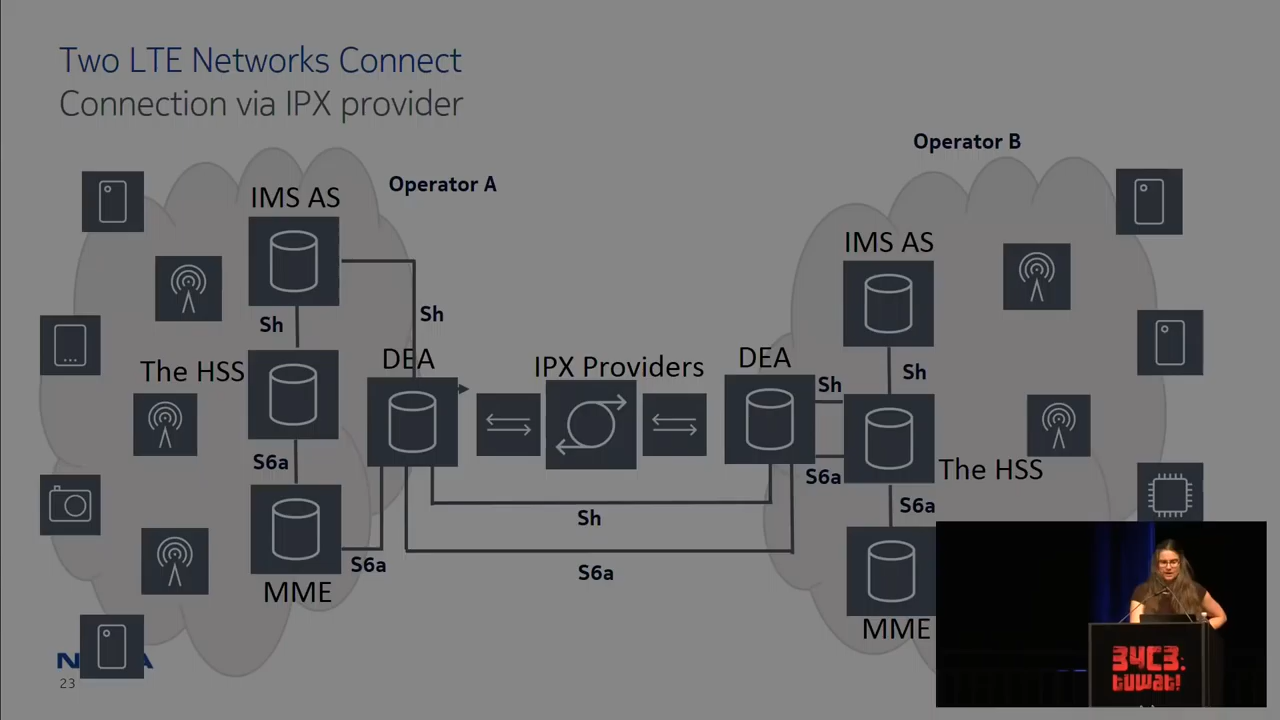 Two LTE Networks Connect
Connection via IPX provider
Operator B
Operator A
IMS AS
IMS AS
Sh
Sh
Sh
The HSS
DEA
IPX Providers
DEA
Sh
S6a
S6a
The HSS
S6a
Sh
S6a
S6a
MME
MME
23
34C3:
tuwat!